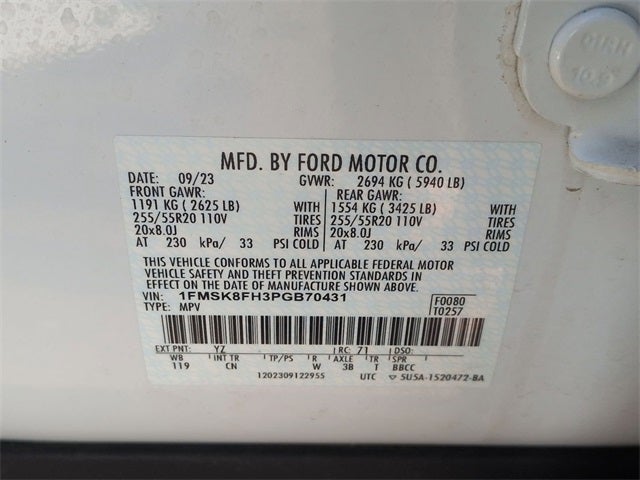 MFD. BY FORD MOTOR CO.
DATE: 09/23 GVWR: 2694 KG ( 5940 LB)
FRONT GAWR: REAR GAWR:
1191 KG ( 2625 LB) WITH 1554 KG ( 3425 LB) WITH
255/55R20 110V TIRES 255/55R20 110V TIRES
20x8.0J RIMS 20x8.0J RIMS
AT 230 kPa/ 33 PSI COLD AT 230 kPa/ 33 PSI COLD
THIS VEHICLE CONFORMS TO ALL APPLICABLE FEDERAL MOTOR
VEHICLE SAFETY AND THEFT PREVENTION STANDARDS IN
EFFECT ON THE DATE OF MANUFACTURE SHOWN ABOVE.
VIN: 1FMSK8FH3PGB70431 F0080
TYPE: MPV T0257
EXT PNT: YZ RC: 71 DSO:
WB INT TR TP/PS R AXLE TR SPR
119 CN W 3B T BBCC
1202309122955 UTC 5U5A-1520472-BA
10.9